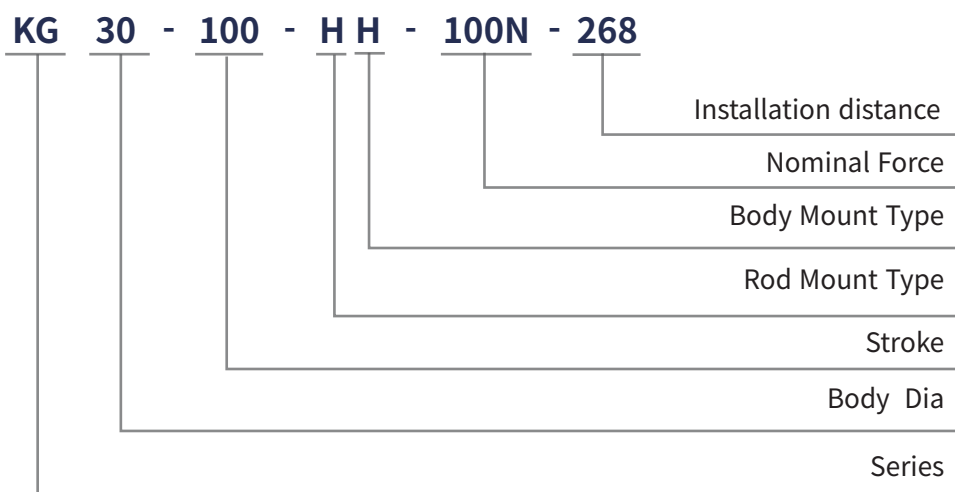 KG 30 - 100 - H H - 100N - 268
Installation distance
Nominal Force
Body Mount Type
Rod Mount Type
Stroke
Body Dia
Series